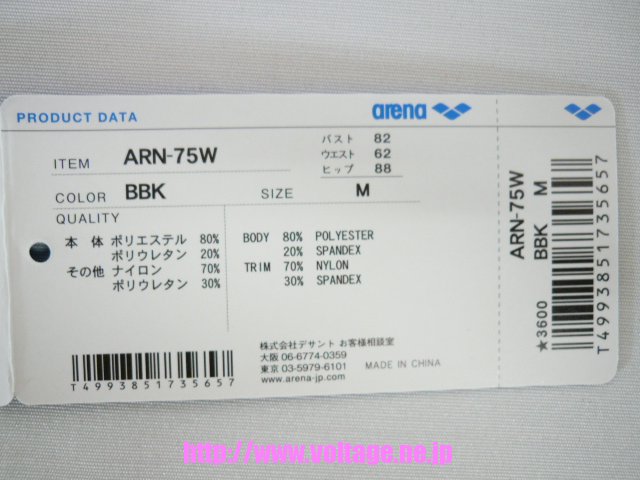 PRODUCT DATA
arena
ITEM ARN-75W
バスト 82
ウエスト 62
ヒップ 88
COLOR BBK SIZE M
QUALITY
本体 ポリエステル 80%
ポリウレタン 20%
その他 ナイロン 70%
ポリウレタン 30%
BODY 80% POLYESTER
20% SPANDEX
TRIM 70% NYLON
30% SPANDEX
株式会社デサント お客様相談室
大阪 06-6774-0359
東京 03-5979-6101
www.arena-jp.com
MADE IN CHINA
T4993851735657
ARN-75W
BBK M
★3600
T4993851735657
http://www.voltage.ne.jp